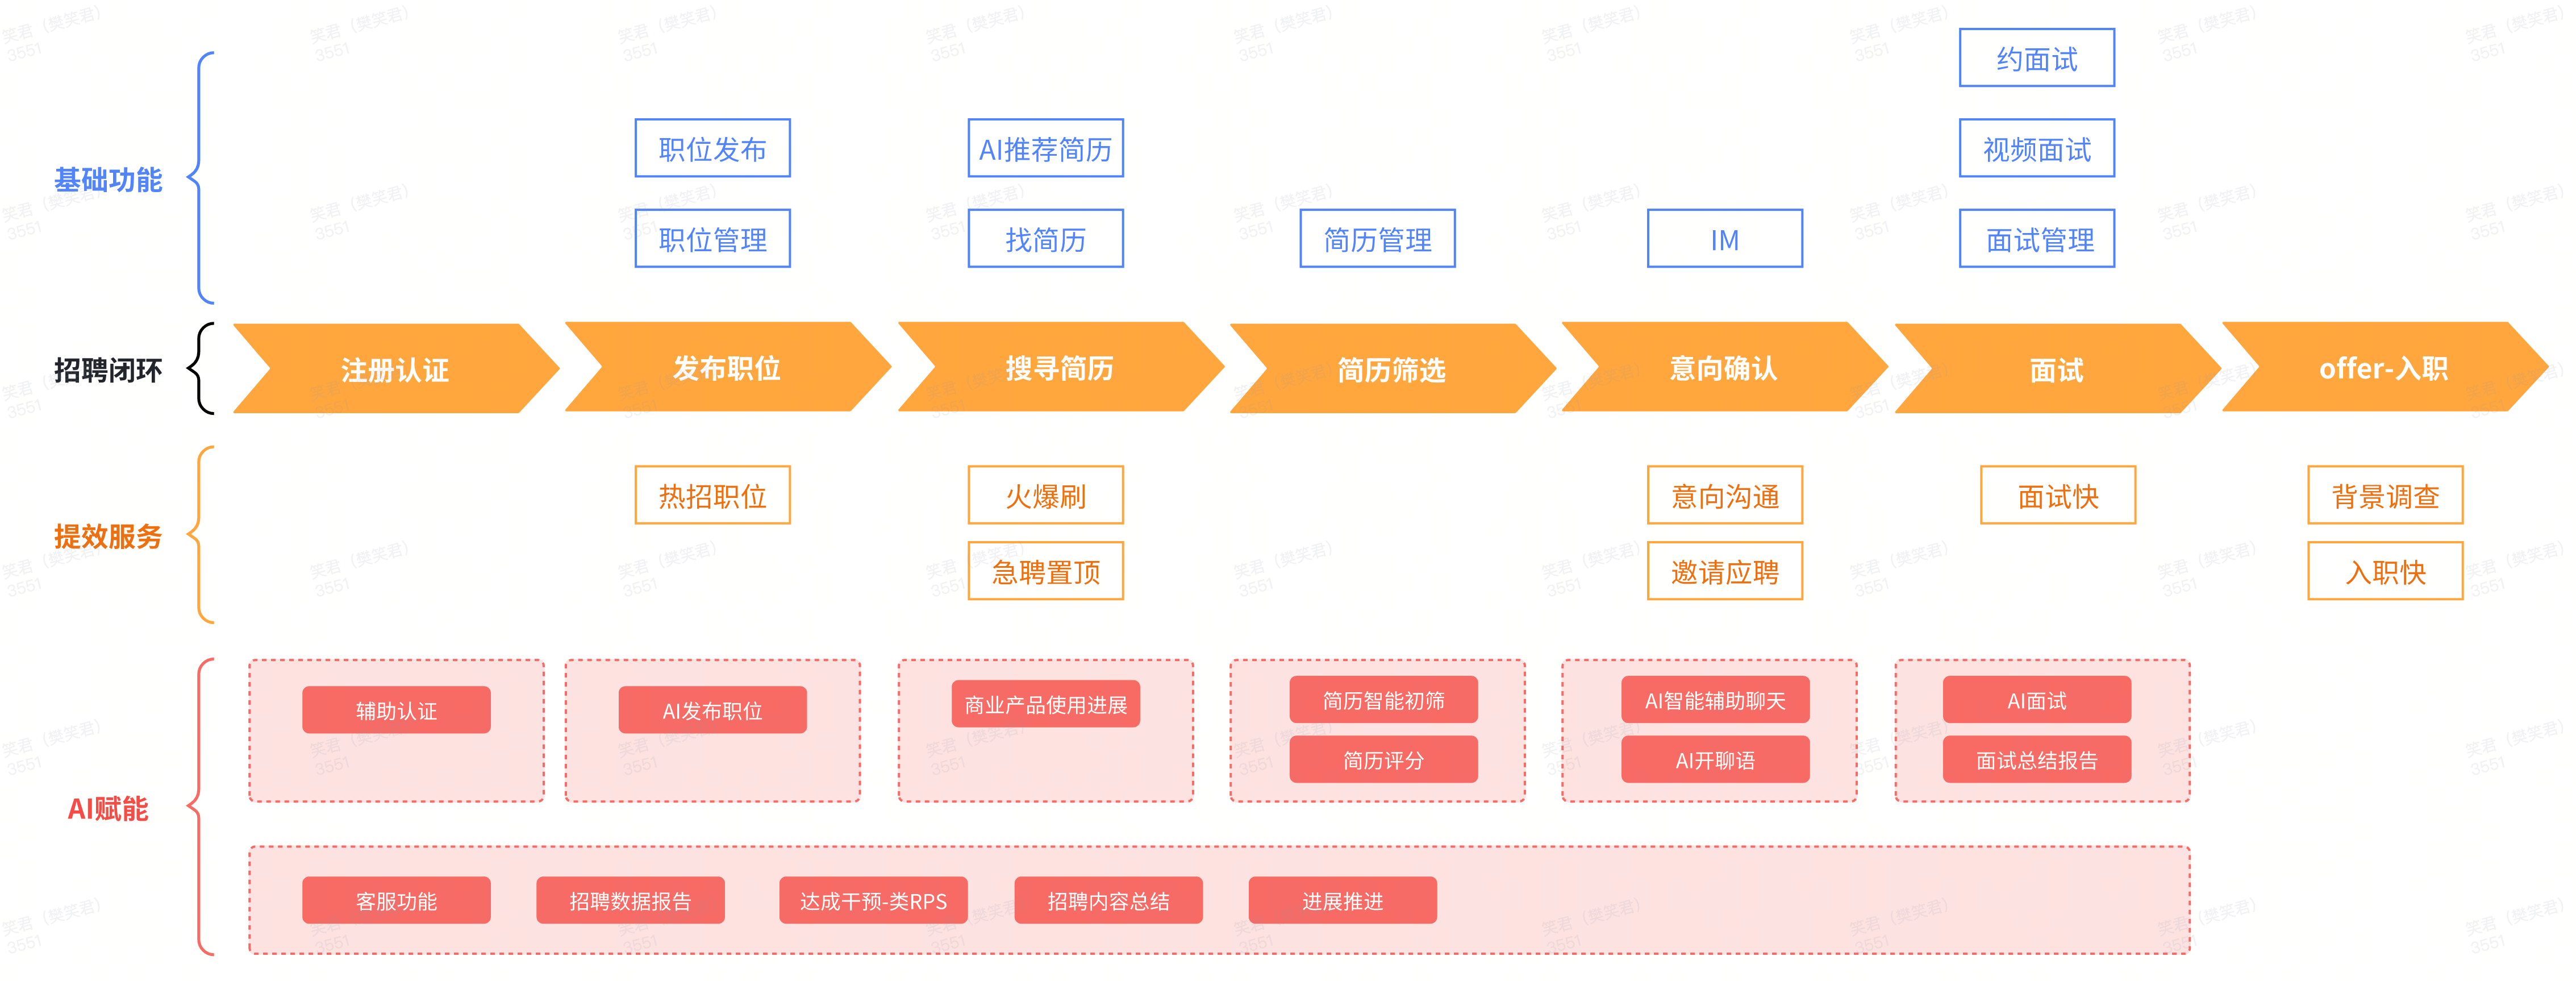 约面试
职位发布
AI推荐简历
视频面试
基础功能
职位管理
找简历
简历管理
IM
面试管理
招聘闭环
注册认证
发布职位
搜寻简历
简历筛选
意向确认
面试
offer-入职
提效服务
热招职位
火爆刷
意向沟通
面试快
背景调查
急聘置顶
邀请应聘
入职快
AI赋能
辅助认证
AI发布职位
商业产品使用进展
简历智能初筛
AI智能辅助聊天
AI面试
简历评分
AI开聊语
面试总结报告
客服功能
招聘数据报告
达成干预-类RPS
招聘内容总结
进展推进
笑君（樊笑君）
3551